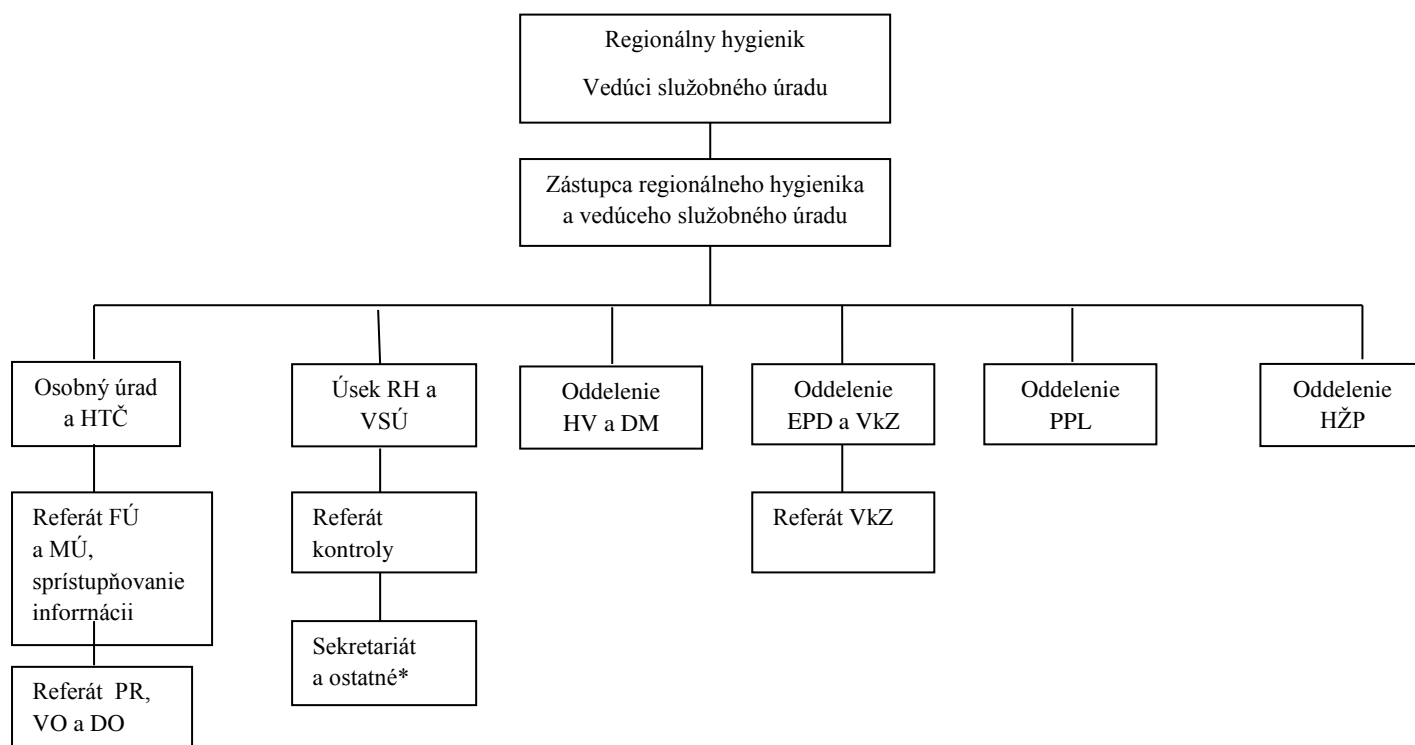 Regionálny hygienik
Vedúci služobného úradu
Zástupca regionálneho hygienika
a vedúceho služobného úradu
Osobný úrad
a HTČ
Úsek RH a
VSÚ
Oddelenie
HV a DM
Oddelenie
EPD a VkZ
Oddelenie
PPL
Oddelenie
HŽP
Referát FÚ
a MÚ,
sprístupňovanie
inforrnácii
Referát
kontroly
Referát VkZ
Sekretariát
a ostatné*
Referát PR,
VO a DO